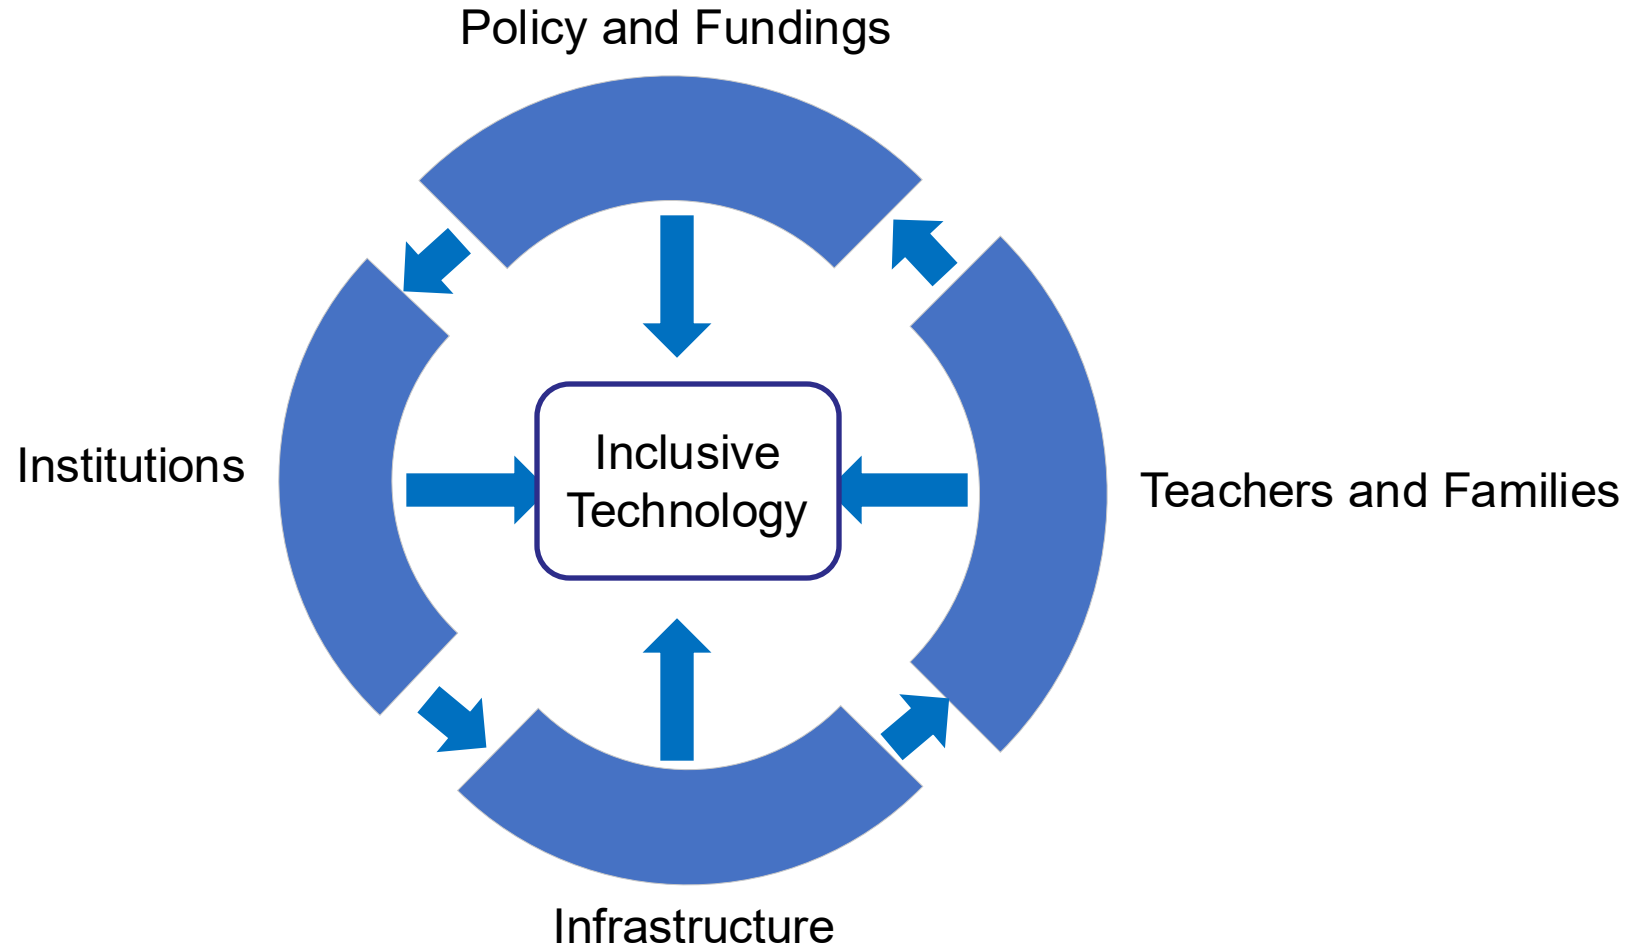 Policy and Fundings
Institutions
Inclusive
Technology
Teachers and Families
Infrastructure